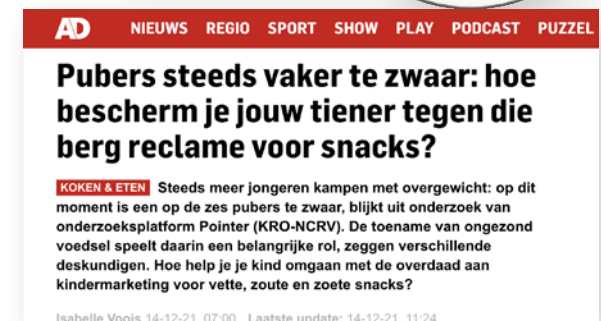 AD NIEUWS REGIO SPORT SHOW PLAY PODCAST PUZZEL
Pubers steeds vaker te zwaar: hoe
bescherm je jouw tiener tegen die
berg reclame voor snacks?
KOKEN & ETEN Steeds meer jongeren kampen met overgewicht: op dit
moment is een op de zes pubers te zwaar, blijkt uit onderzoek van
onderzoeksplatform Pointer (KRO-NCRV). De toename van ongezond
voedsel speelt daarin een belangrijke rol, zeggen verschillende
deskundigen. Hoe help je je kind omgaan met de overdaad aan
kindermarketing voor vette, zoute en zoete snacks?
Isabelle Voois 14-12-21, 07:00 Laatste update: 14-12-21, 11:24